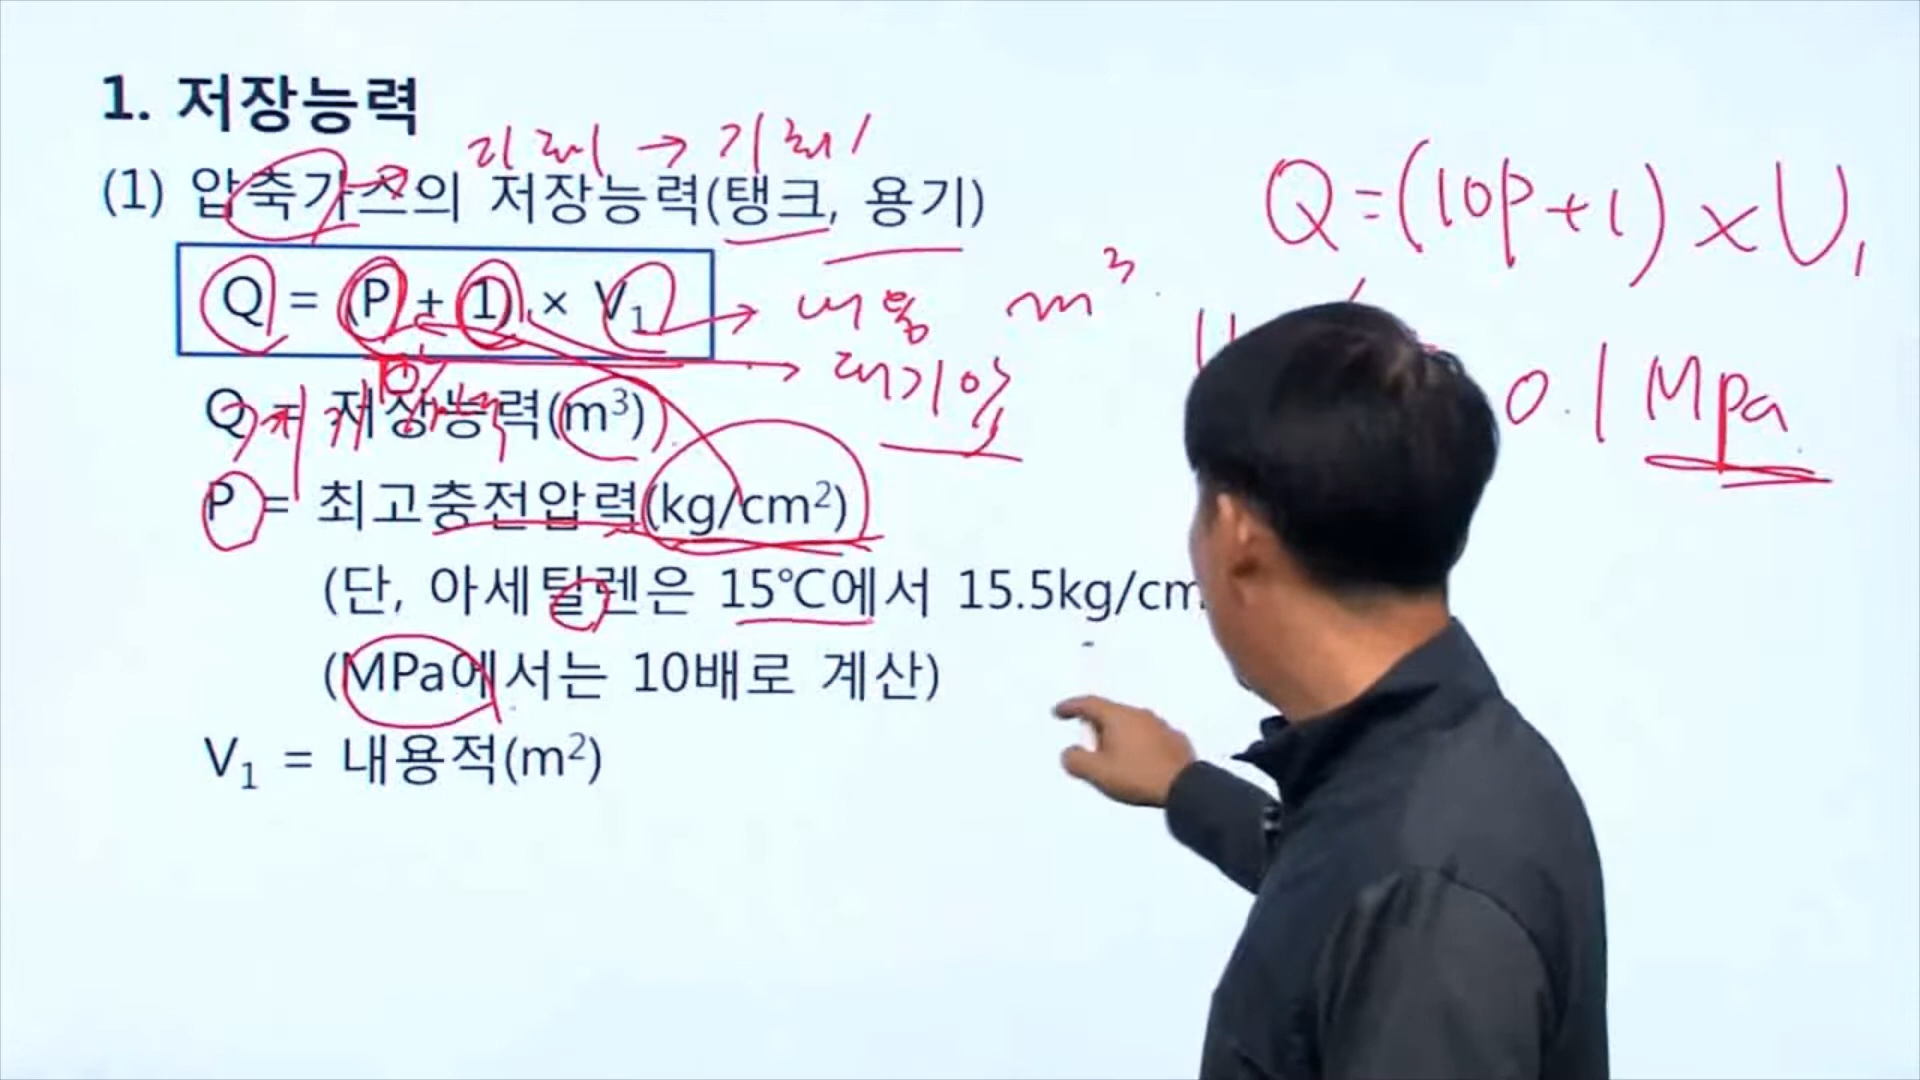 1. 저장능력
기체
(1) 압축가스의 저장능력(탱크, 용기)
Q = (P + 1) × V₁
m³
대기압
Q = 저장능력(m³)
P = 최고충전압력(kg/cm²)
(단, 아세틸렌은 15℃에서 15.5kg/cm
(MPa에서는 10배로 계산)
V₁ = 내용적(m²)
Q=(10P+1)×V₁
0.1 Mpa